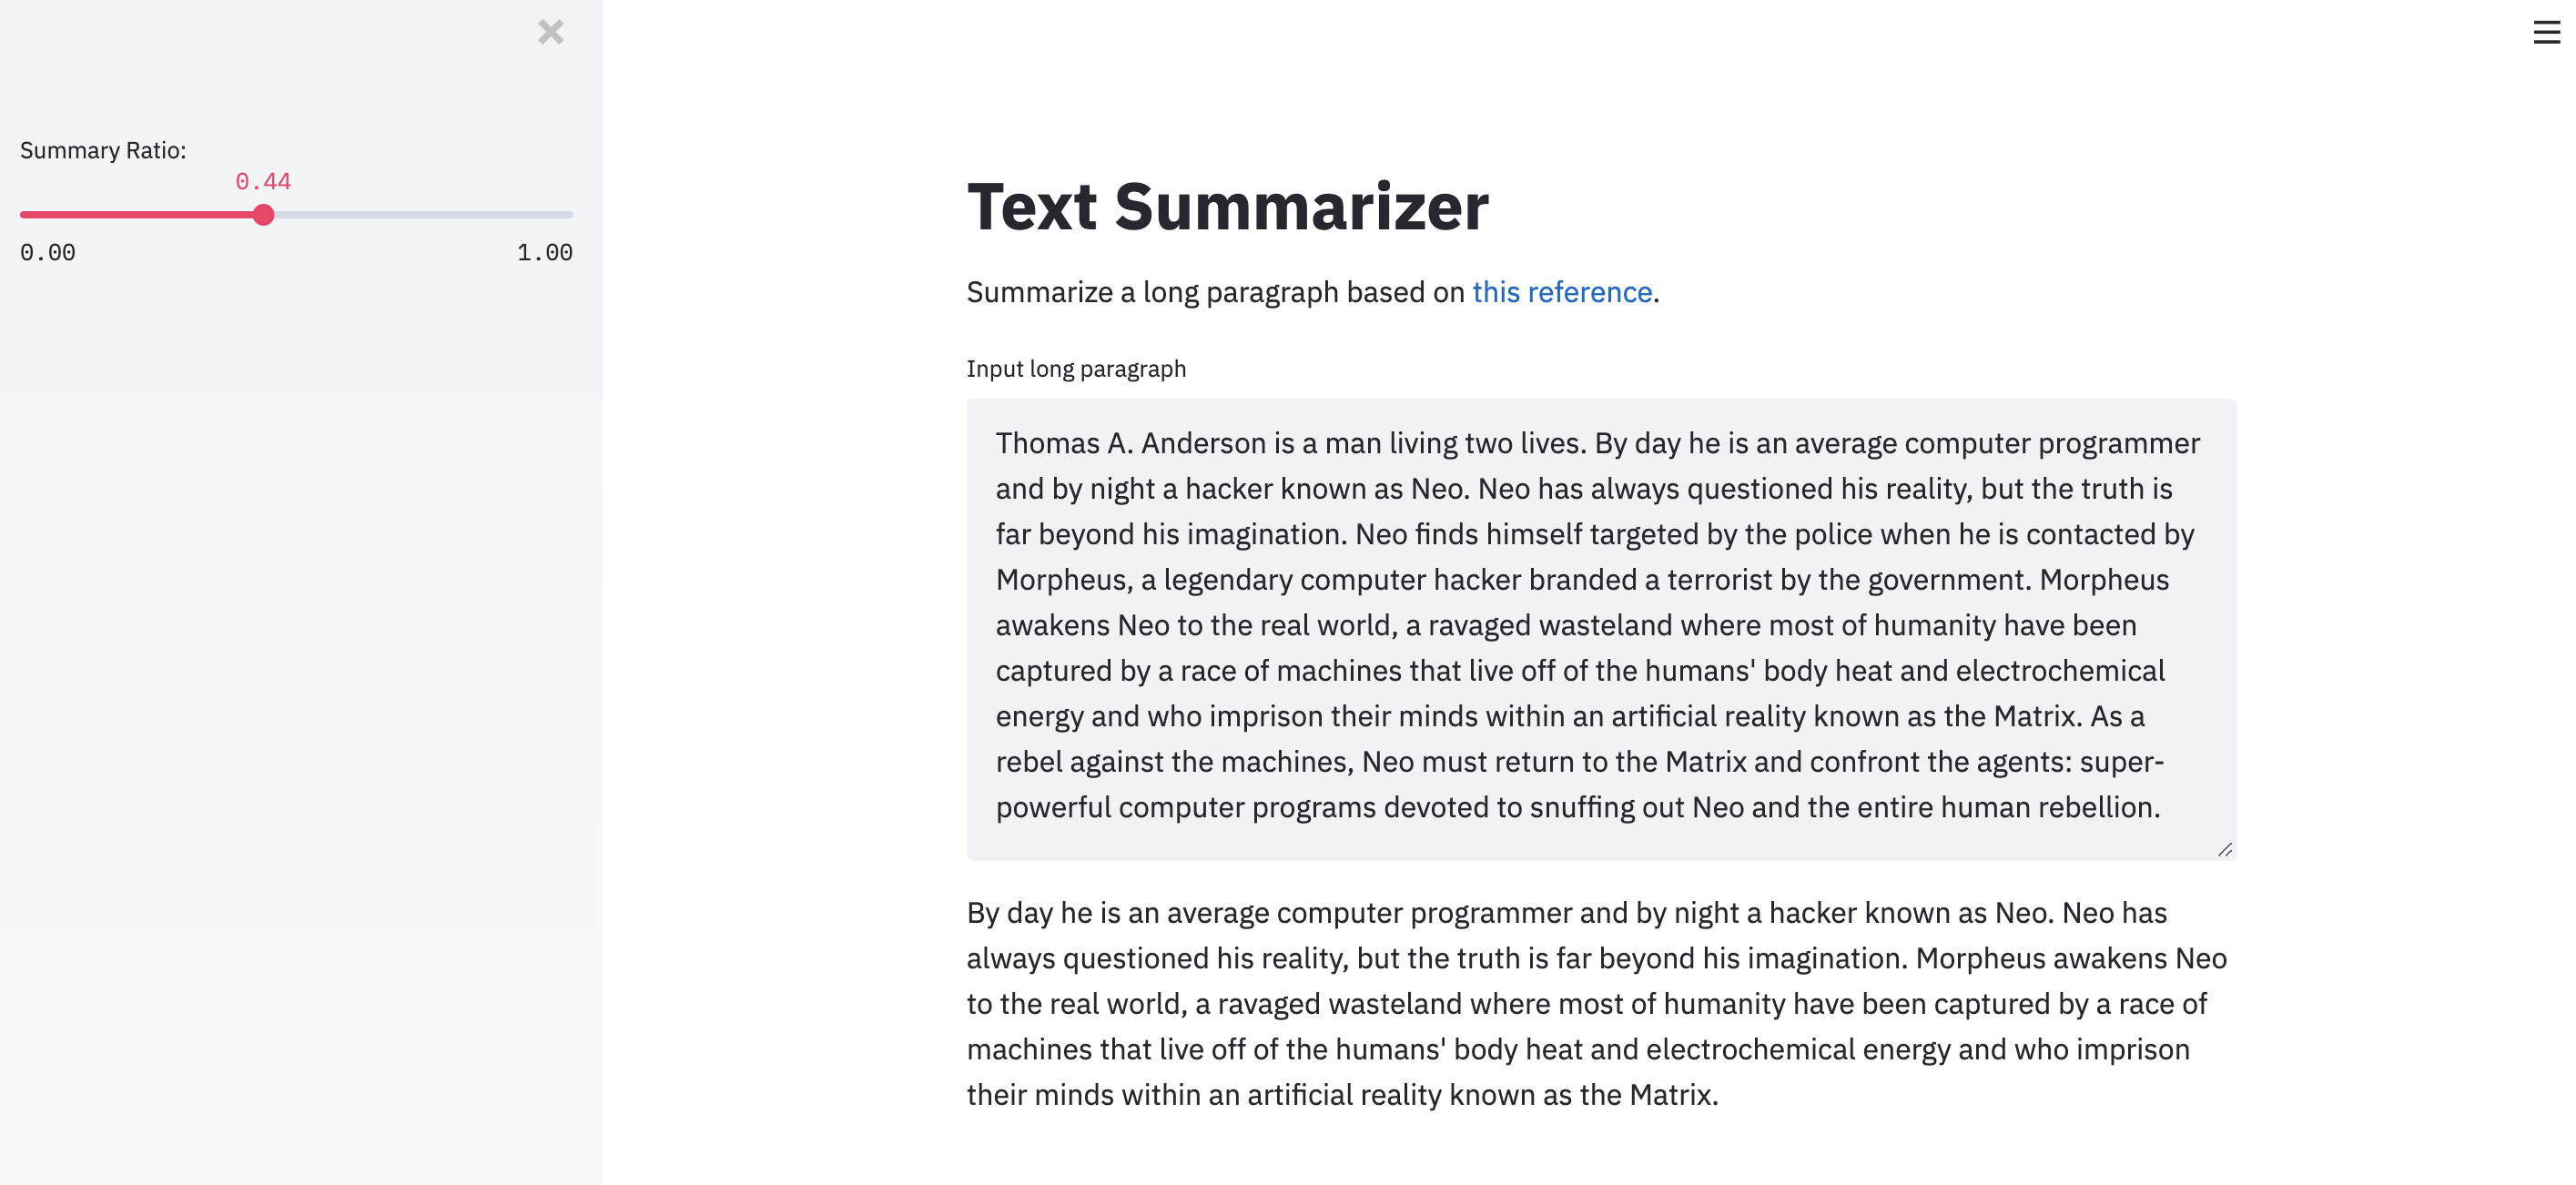 Summary Ratio:
0.44
0.00 1.00
Text Summarizer
Summarize a long paragraph based on this reference.
Input long paragraph
Thomas A. Anderson is a man living two lives. By day he is an average computer programmer
and by night a hacker known as Neo. Neo has always questioned his reality, but the truth is
far beyond his imagination. Neo finds himself targeted by the police when he is contacted by
Morpheus, a legendary computer hacker branded a terrorist by the government. Morpheus
awakens Neo to the real world, a ravaged wasteland where most of humanity have been
captured by a race of machines that live off of the humans' body heat and electrochemical
energy and who imprison their minds within an artificial reality known as the Matrix. As a
rebel against the machines, Neo must return to the Matrix and confront the agents: super-
powerful computer programs devoted to snuffing out Neo and the entire human rebellion.
By day he is an average computer programmer and by night a hacker known as Neo. Neo has
always questioned his reality, but the truth is far beyond his imagination. Morpheus awakens Neo
to the real world, a ravaged wasteland where most of humanity have been captured by a race of
machines that live off of the humans' body heat and electrochemical energy and who imprison
their minds within an artificial reality known as the Matrix.